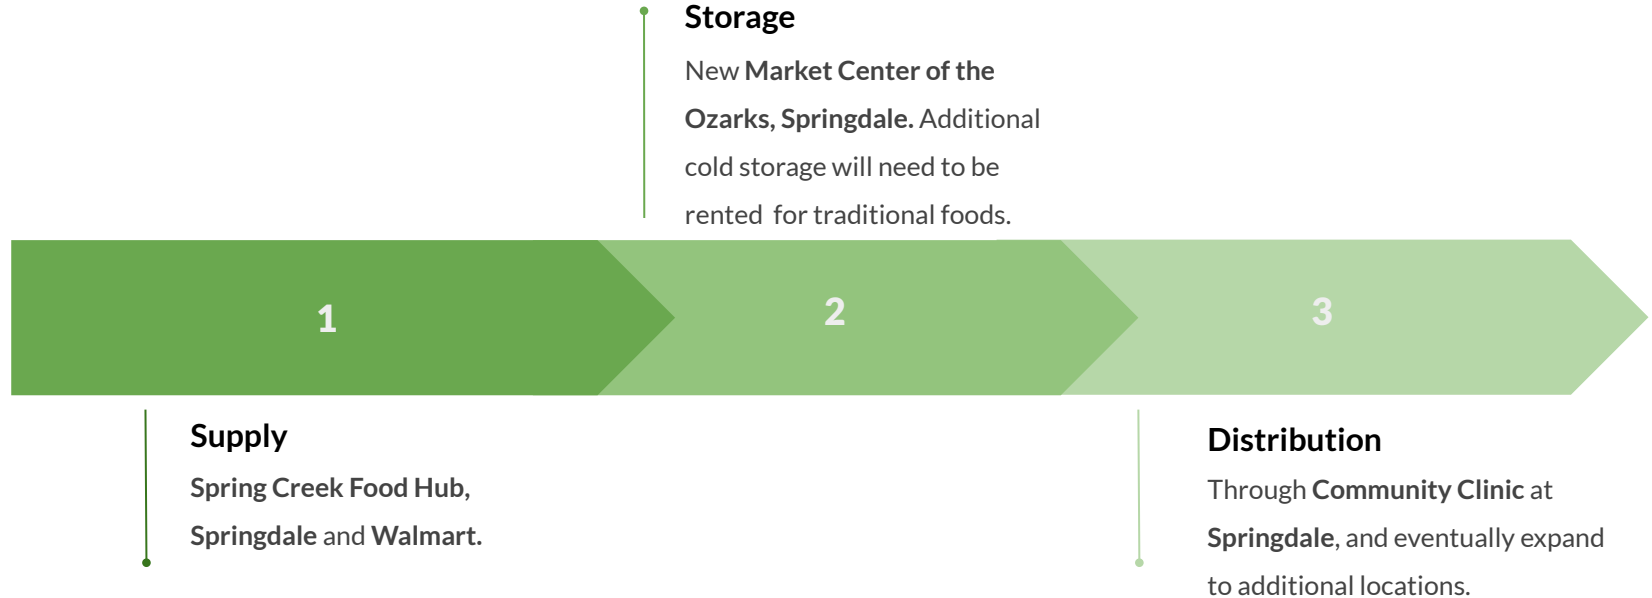 Storage
New Market Center of the
Ozarks, Springdale. Additional
cold storage will need to be
rented  for traditional foods.
1
2
3
Supply
Spring Creek Food Hub,
Springdale and Walmart.
Distribution
Through Community Clinic at
Springdale, and eventually expand
to additional locations.